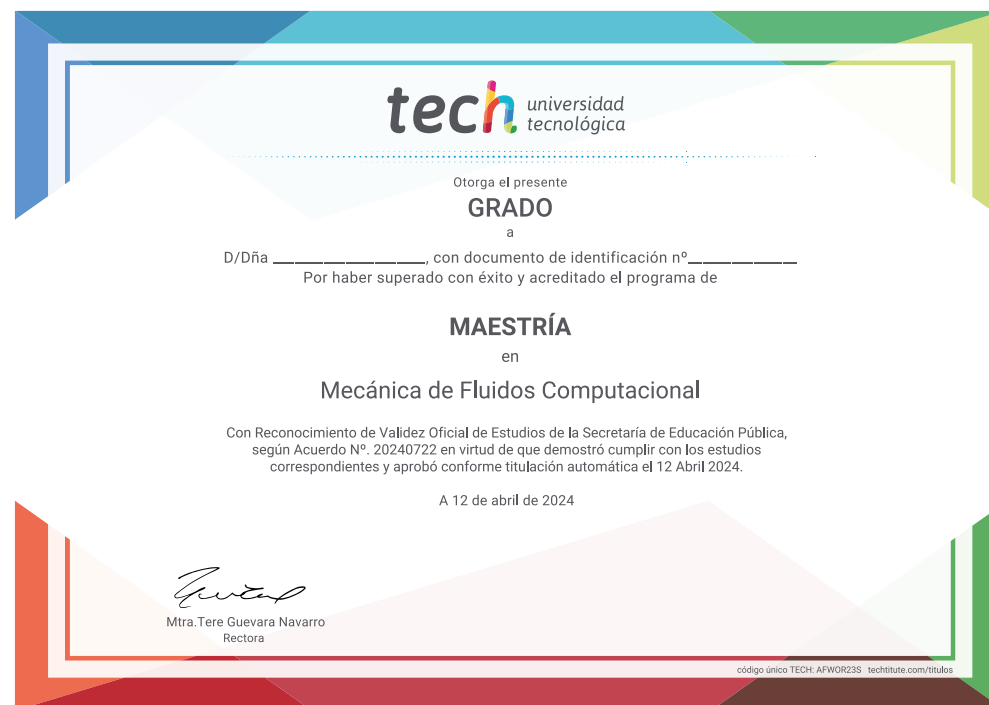 tech universidad
tecnológica
Otorga el presente
GRADO
a
D/Dña ________________, con documento de identificación nº____________
Por haber superado con éxito y acreditado el programa de
MAESTRÍA
en
Mecánica de Fluidos Computacional
Con Reconocimiento de Validez Oficial de Estudios de la Secretaría de Educación Pública,
según Acuerdo Nº. 20240722 en virtud de que demostró cumplir con los estudios
correspondientes y aprobó conforme titulación automática el 12 Abril 2024.
A 12 de abril de 2024
Mtra.Tere Guevara Navarro
Rectora
código único TECH: AFWOR23S techtitute.com/titulos